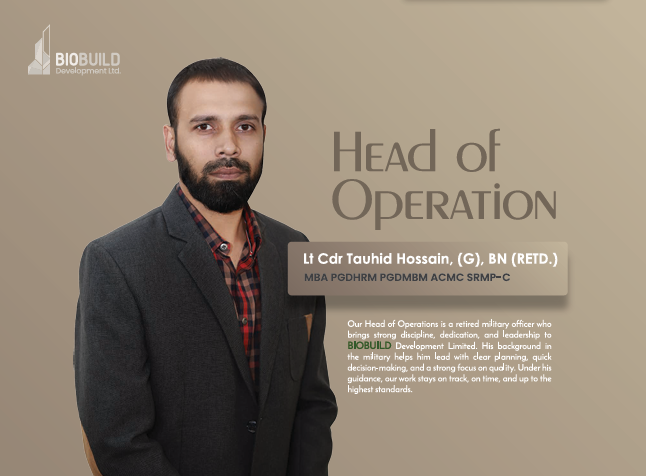 BIOBUILD
Development Ltd.
HEAd of
OPERATiON
Lt Cdr Tauhid Hossain, (G), BN (RETD.)
MBA PGDHRM PGDMBM ACMC SRMP-C
Our Head of Operations is a retired military officer who
brings strong discipline, dedication, and leadership to
BIOBUILD Development Limited. His background in
the military helps him lead with clear planning, quick
decision-making, and a strong focus on quality. Under his
guidance, our work stays on track, on time, and up to the
highest standards.